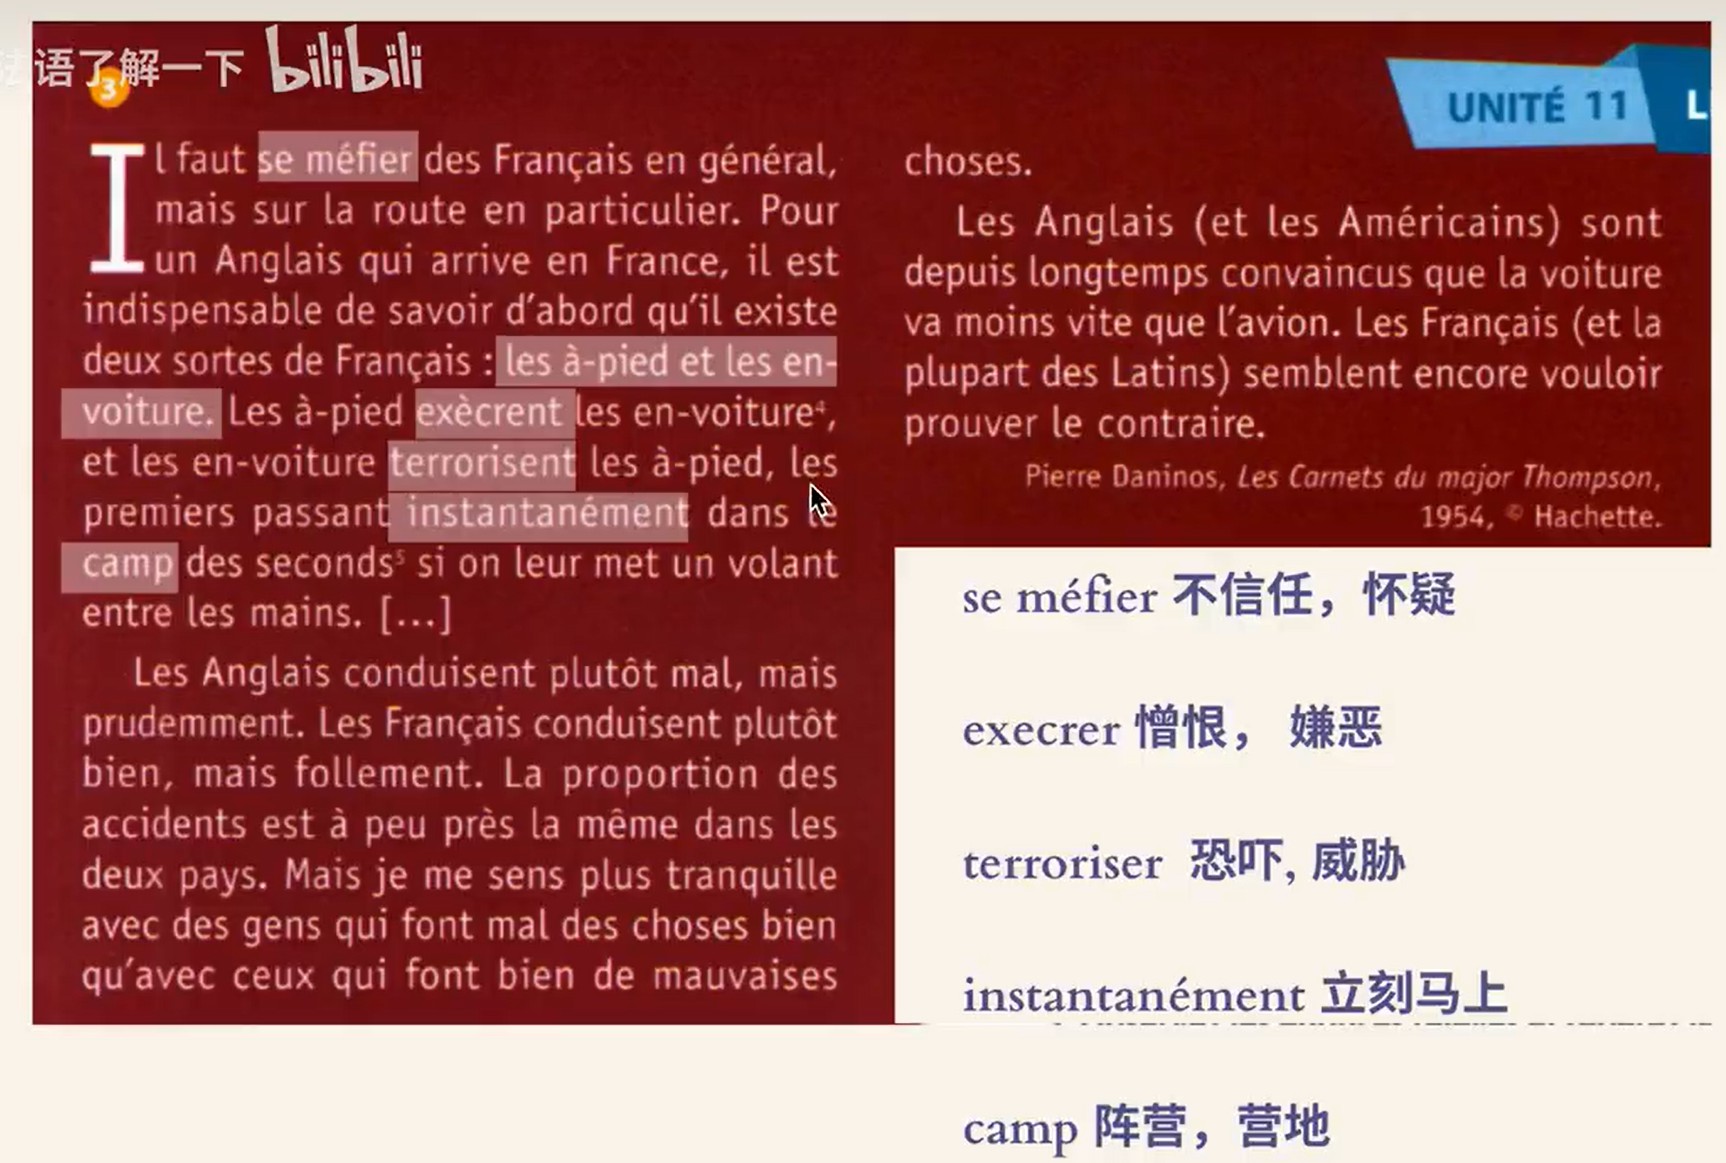 语了解一下 bilibili
3
UNITÉ 11
Il faut se méfier des Français en général,
mais sur la route en particulier. Pour
un Anglais qui arrive en France, il est
indispensable de savoir d'abord qu'il existe
deux sortes de Français : les à-pied et les en-
voiture. Les à-pied exècrent les en-voiture⁴,
et les en-voiture terrorisent les à-pied, les
premiers passant instantanément dans le
camp des seconds⁵ si on leur met un volant
entre les mains. [...]
Les Anglais conduisent plutôt mal, mais
prudemment. Les Français conduisent plutôt
bien, mais follement. La proportion des
accidents est à peu près la même dans les
deux pays. Mais je me sens plus tranquille
avec des gens qui font mal des choses bien
qu'avec ceux qui font bien de mauvaises
choses.
Les Anglais (et les Américains) sont
depuis longtemps convaincus que la voiture
va moins vite que l'avion. Les Français (et la
plupart des Latins) semblent encore vouloir
prouver le contraire.
Pierre Daninos, Les Carnets du major Thompson,
1954, © Hachette.
se méfier 不信任，怀疑
execrer 憎恨， 嫌恶
terroriser 恐吓, 威胁
instantanément 立刻马上
camp 阵营，营地